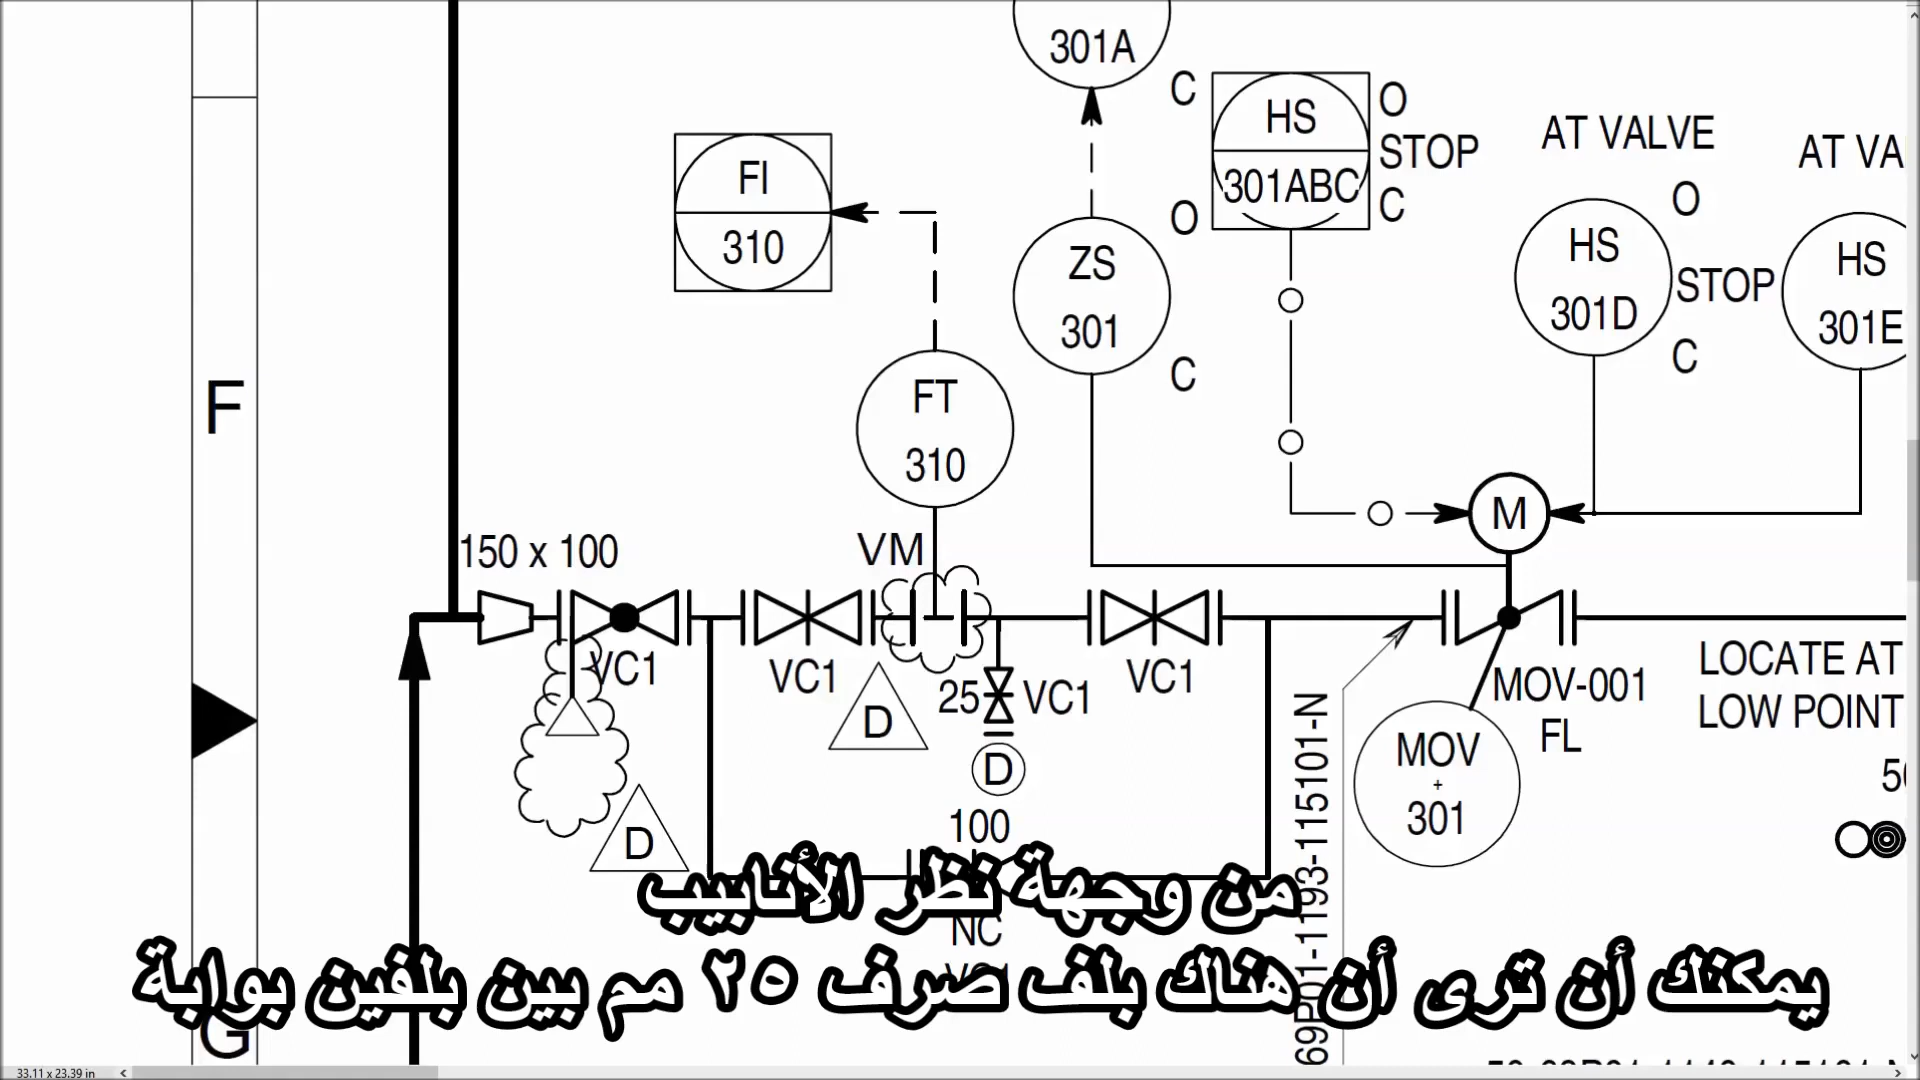 301A
C
HS
301ABC
O
STOP
C
AT VALVE
AT VA
FI
310
O
ZS
301
C
HS
301D
O
STOP
C
HS
301E
F
FT
310
M
150 x 100
VM
VC1
VC1
VC1
25
VC1
D
D
D
100
MOV-001
FL
MOV
+
301
LOCATE AT
LOW POINT
69P01-1193-115101-N
NC
من وجهة نظر الأنابيب
يمكنك أن ترى أن هناك بلف صرف ٢٥ مم بين بلفين بوابة
G
33.11 x 23.39 in